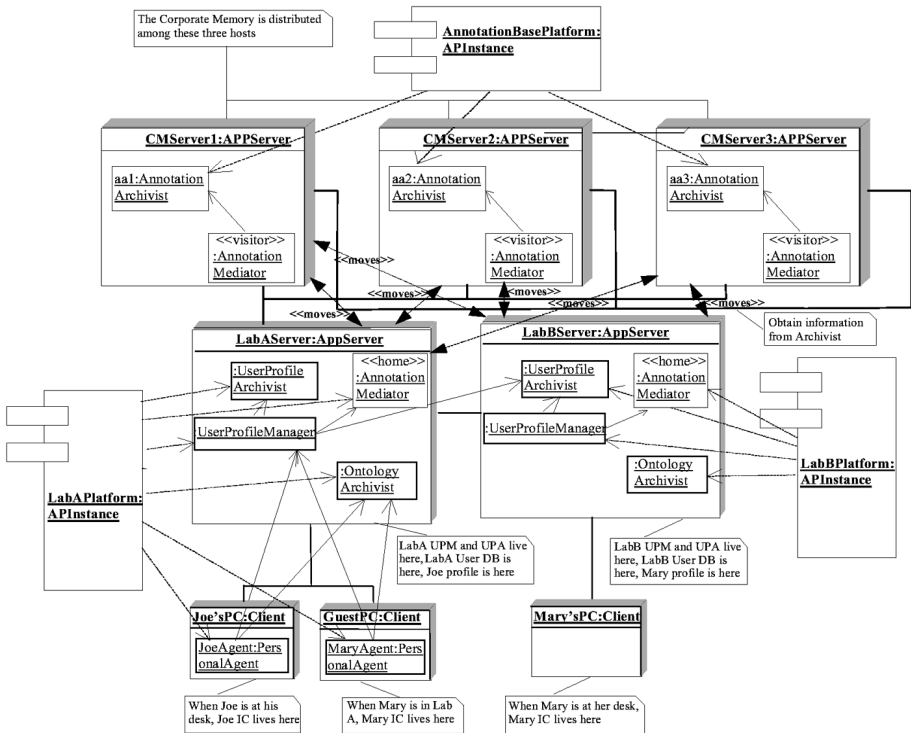 The Corporate Memory is distributed
among these three hosts
AnnotationBasePlatform:
APInstance
CMServer1:APPServer
aa1:Annotation
Archivist
<<visitor>>
:Annotation
Mediator
CMServer2:APPServer
aa2:Annotation
Archivist
<<visitor>>
:Annotation
Mediator
CMServer3:APPServer
aa3:Annotation
Archivist
<<visitor>>
:Annotation
Mediator
<<moves>>
<<moves>>
<<moves>>
<<moves>>
<<moves>>
<<moves>>
Obtain information
from Archivist
LabAServer:AppServer
:UserProfile
Archivist
<<home>>
:Annotation
Mediator
:UserProfileManager
:Ontology
Archivist
LabBServer:AppServer
:UserProfile
Archivist
<<home>>
:Annotation
Mediator
:UserProfileManager
:Ontology
Archivist
LabAPlatform:
APInstance
LabBPlatform:
APInstance
LabA UPM and UPA live
here, LabA User DB is
here, Joe profile is here
LabB UPM and UPA live
here, LabB User DB is
here, Mary profile is here
Joe'sPC:Client
JoeAgent:Pers
onalAgent
GuestPC:Client
MaryAgent:Pers
onalAgent
Mary'sPC:Client
When Joe is at his
desk, Joe IC lives here
When Mary is in Lab
A, Mary IC lives here
When Mary is at her desk,
Mary IC lives here